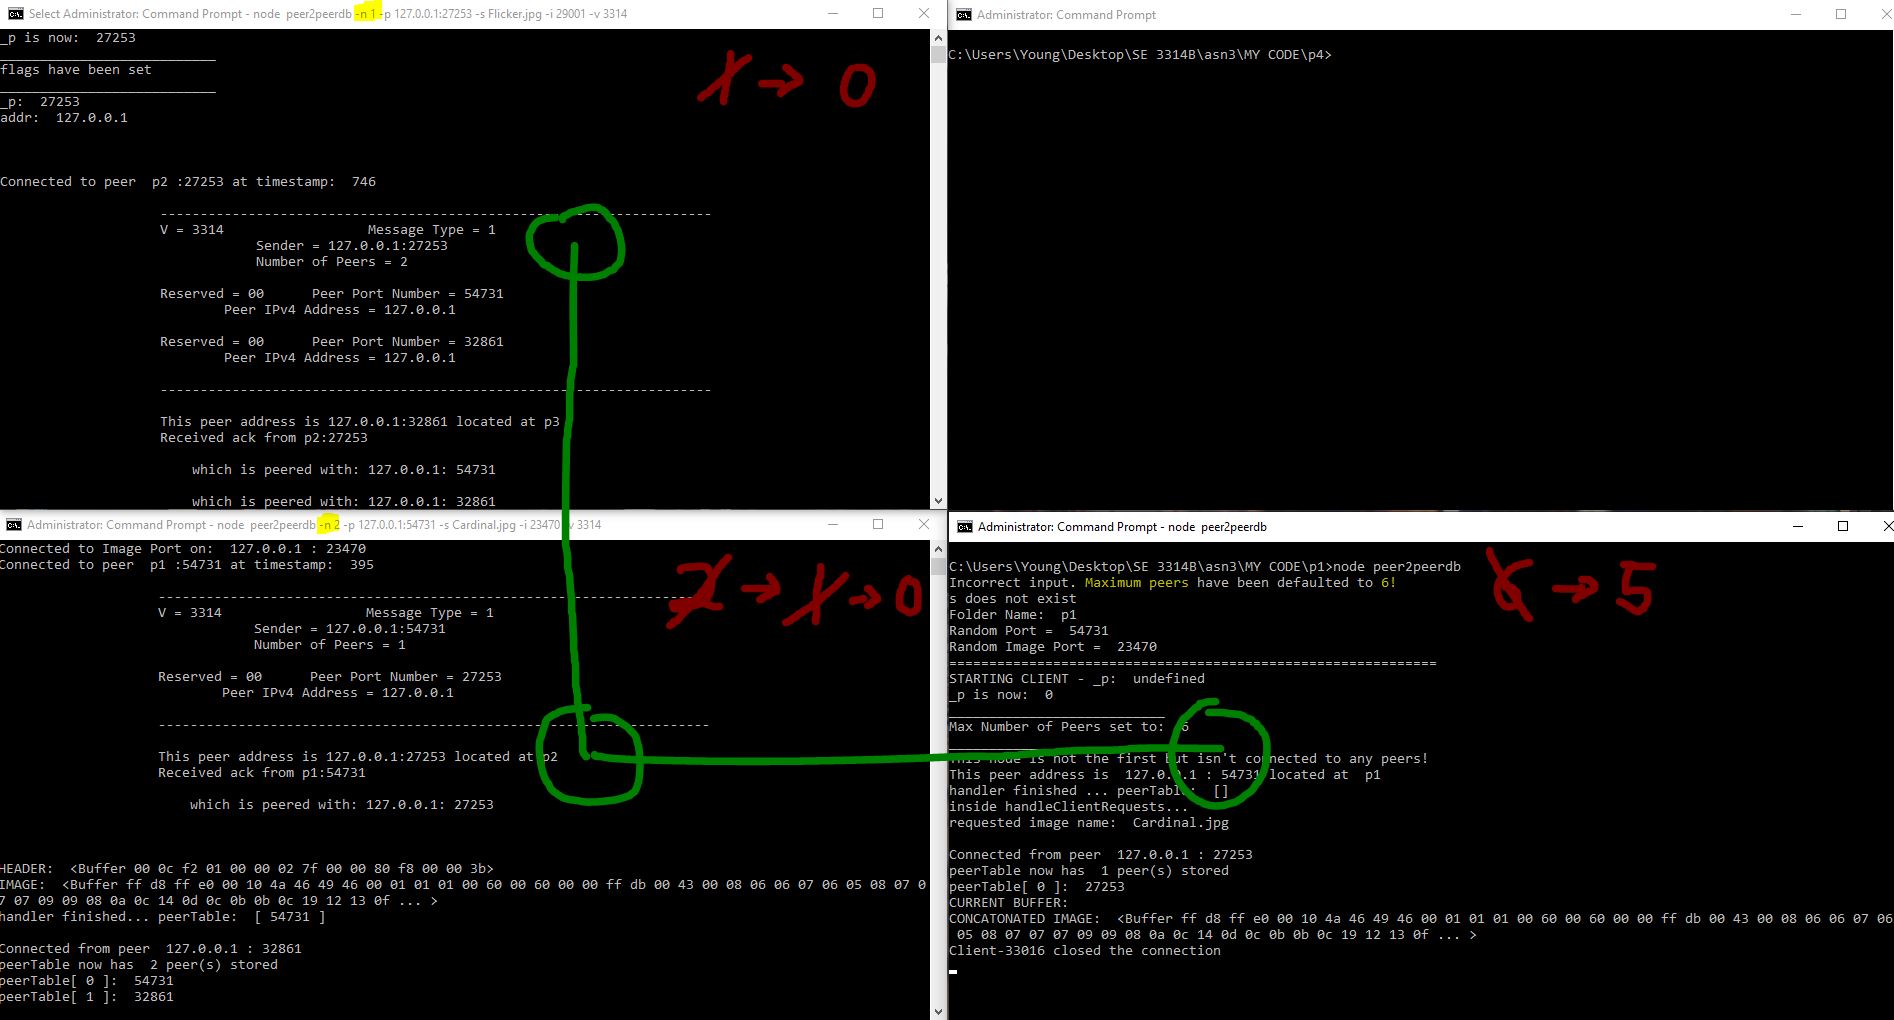 Select Administrator: Command Prompt - node  peer2peerdb -n 1 -p 127.0.0.1:27253 -s Flicker.jpg -i 29001 -v 3314
_p is now:  27253
___________________________
flags have been set
___________________________
_p:  27253
addr:  127.0.0.1
Connected to peer  p2 :27253 at timestamp:  746
---------------------------------------------------------------------
V = 3314                  Message Type = 1
Sender = 127.0.0.1:27253
Number of Peers = 2
Reserved = 00      Peer Port Number = 54731
Peer IPv4 Address = 127.0.0.1
Reserved = 00      Peer Port Number = 32861
Peer IPv4 Address = 127.0.0.1
---------------------------------------------------------------------
This peer address is 127.0.0.1:32861 located at p3
Received ack from p2:27253
which is peered with: 127.0.0.1: 54731
which is peered with: 127.0.0.1: 32861
1 → 0
Administrator: Command Prompt
C:\Users\Young\Desktop\SE 3314B\asn3\MY CODE\p4>
Administrator: Command Prompt - node  peer2peerdb -n 2 -p 127.0.0.1:54731 -s Cardinal.jpg -i 23470 -v 3314
Connected to Image Port on:  127.0.0.1 : 23470
Connected to peer  p1 :54731 at timestamp:  395
---------------------------------------------------------------------
V = 3314                  Message Type = 1
Sender = 127.0.0.1:54731
Number of Peers = 1
Reserved = 00      Peer Port Number = 27253
Peer IPv4 Address = 127.0.0.1
---------------------------------------------------------------------
This peer address is 127.0.0.1:27253 located at p2
Received ack from p1:54731
which is peered with: 127.0.0.1: 27253
HEADER:  <Buffer 00 0c f2 01 00 00 02 7f 00 00 80 f8 00 00 3b>
IMAGE:  <Buffer ff d8 ff e0 00 10 4a 46 49 46 00 01 01 01 00 60 00 60 00 00 ff db 00 43 00 08 06 06 07 06 05 08 07 0
7 07 09 09 08 0a 0c 14 0d 0c 0b 0b 0c 19 12 13 0f ... >
handler finished... peerTable:  [ 54731 ]
Connected from peer  127.0.0.1 : 32861
peerTable now has  2 peer(s) stored
peerTable[ 0 ]:  54731
peerTable[ 1 ]:  32861
2 → 1 → 0
Administrator: Command Prompt - node  peer2peerdb
C:\Users\Young\Desktop\SE 3314B\asn3\MY CODE\p1>node peer2peerdb
Incorrect input. Maximum peers have been defaulted to 6!
s does not exist
Folder Name:  p1
Random Port =  54731
Random Image Port =  23470
=============================================================
STARTING CLIENT - _p:  undefined
_p is now:  0
___________________________
Max Number of Peers set to:  6
___________________________
This node is not the first but isn't connected to any peers!
This peer address is  127.0.0.1 : 54731 located at  p1
handler finished ... peerTable:  []
inside handleClientRequests...
requested image name:  Cardinal.jpg
Connected from peer  127.0.0.1 : 27253
peerTable now has  1 peer(s) stored
peerTable[ 0 ]:  27253
CURRENT BUFFER:
CONCATONATED IMAGE:  <Buffer ff d8 ff e0 00 10 4a 46 49 46 00 01 01 01 00 60 00 60 00 00 ff db 00 43 00 08 06 06 07 06
05 08 07 07 07 09 09 08 0a 0c 14 0d 0c 0b 0b 0c 19 12 13 0f ... >
Client-33016 closed the connection
6 → 5